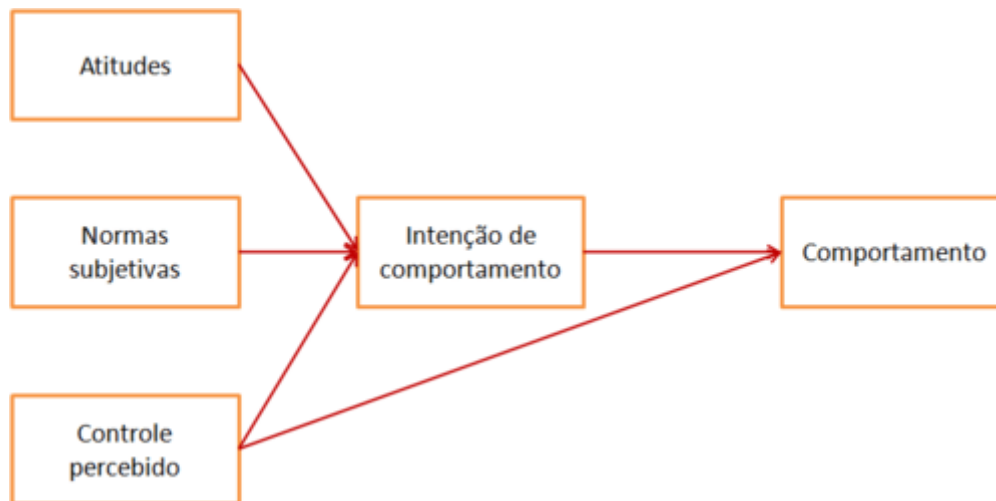 Atitudes
Normas
subjetivas
Intenção de
comportamento
Comportamento
Controle
percebido